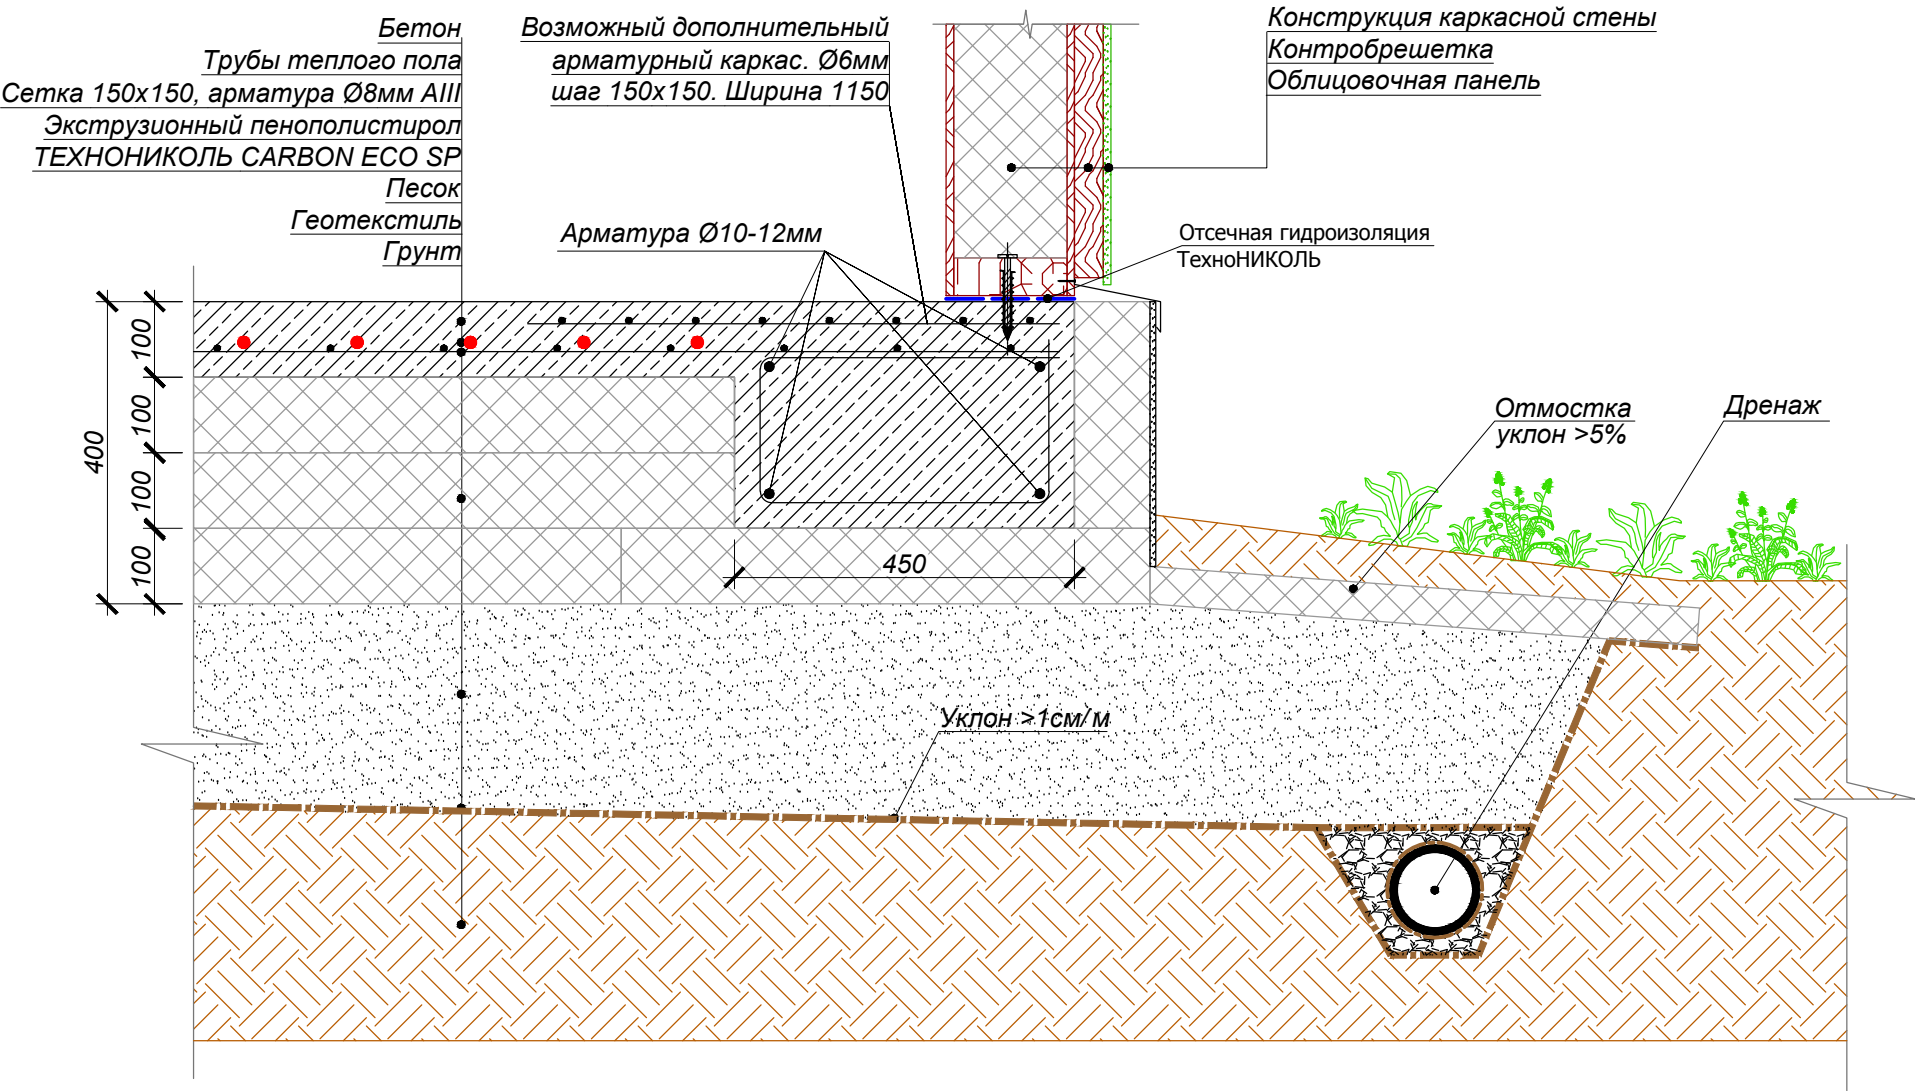 Бетон
Трубы теплого пола
Сетка 150х150, арматура Ø8мм АIII
Экструзионный пенополистирол
ТЕХНОНИКОЛЬ CARBON ECO SP
Песок
Геотекстиль
Грунт
Возможный дополнительный
арматурный каркас. Ø6мм
шаг 150х150. Ширина 1150
Конструкция каркасной стены
Контробрешетка
Облицовочная панель
Арматура Ø10-12мм
Отсечная гидроизоляция
ТехноНИКОЛЬ
400
100
100
100
100
450
Отмостка
уклон >5%
Дренаж
Уклон >1см/м